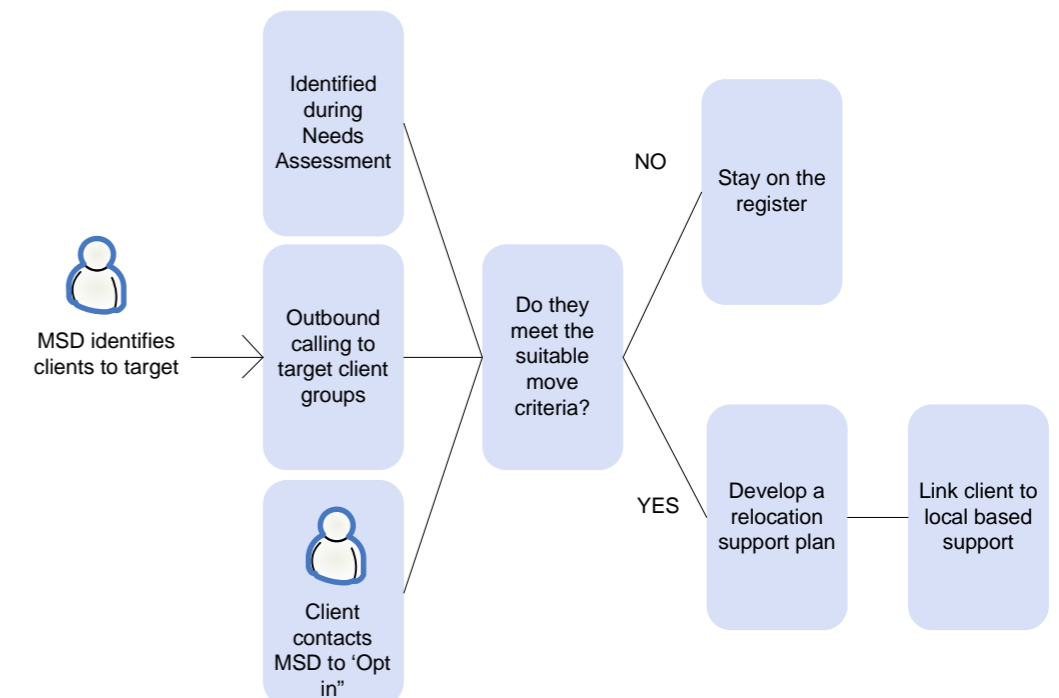 MSD identifies
clients to target
Identified
during
Needs
Assessment
Outbound
calling to
target client
groups
Client
contacts
MSD to ‘Opt
in”
Do they
meet the
suitable
move
criteria?
NO
Stay on the
register
YES
Develop a
relocation
support plan
Link client to
local based
support